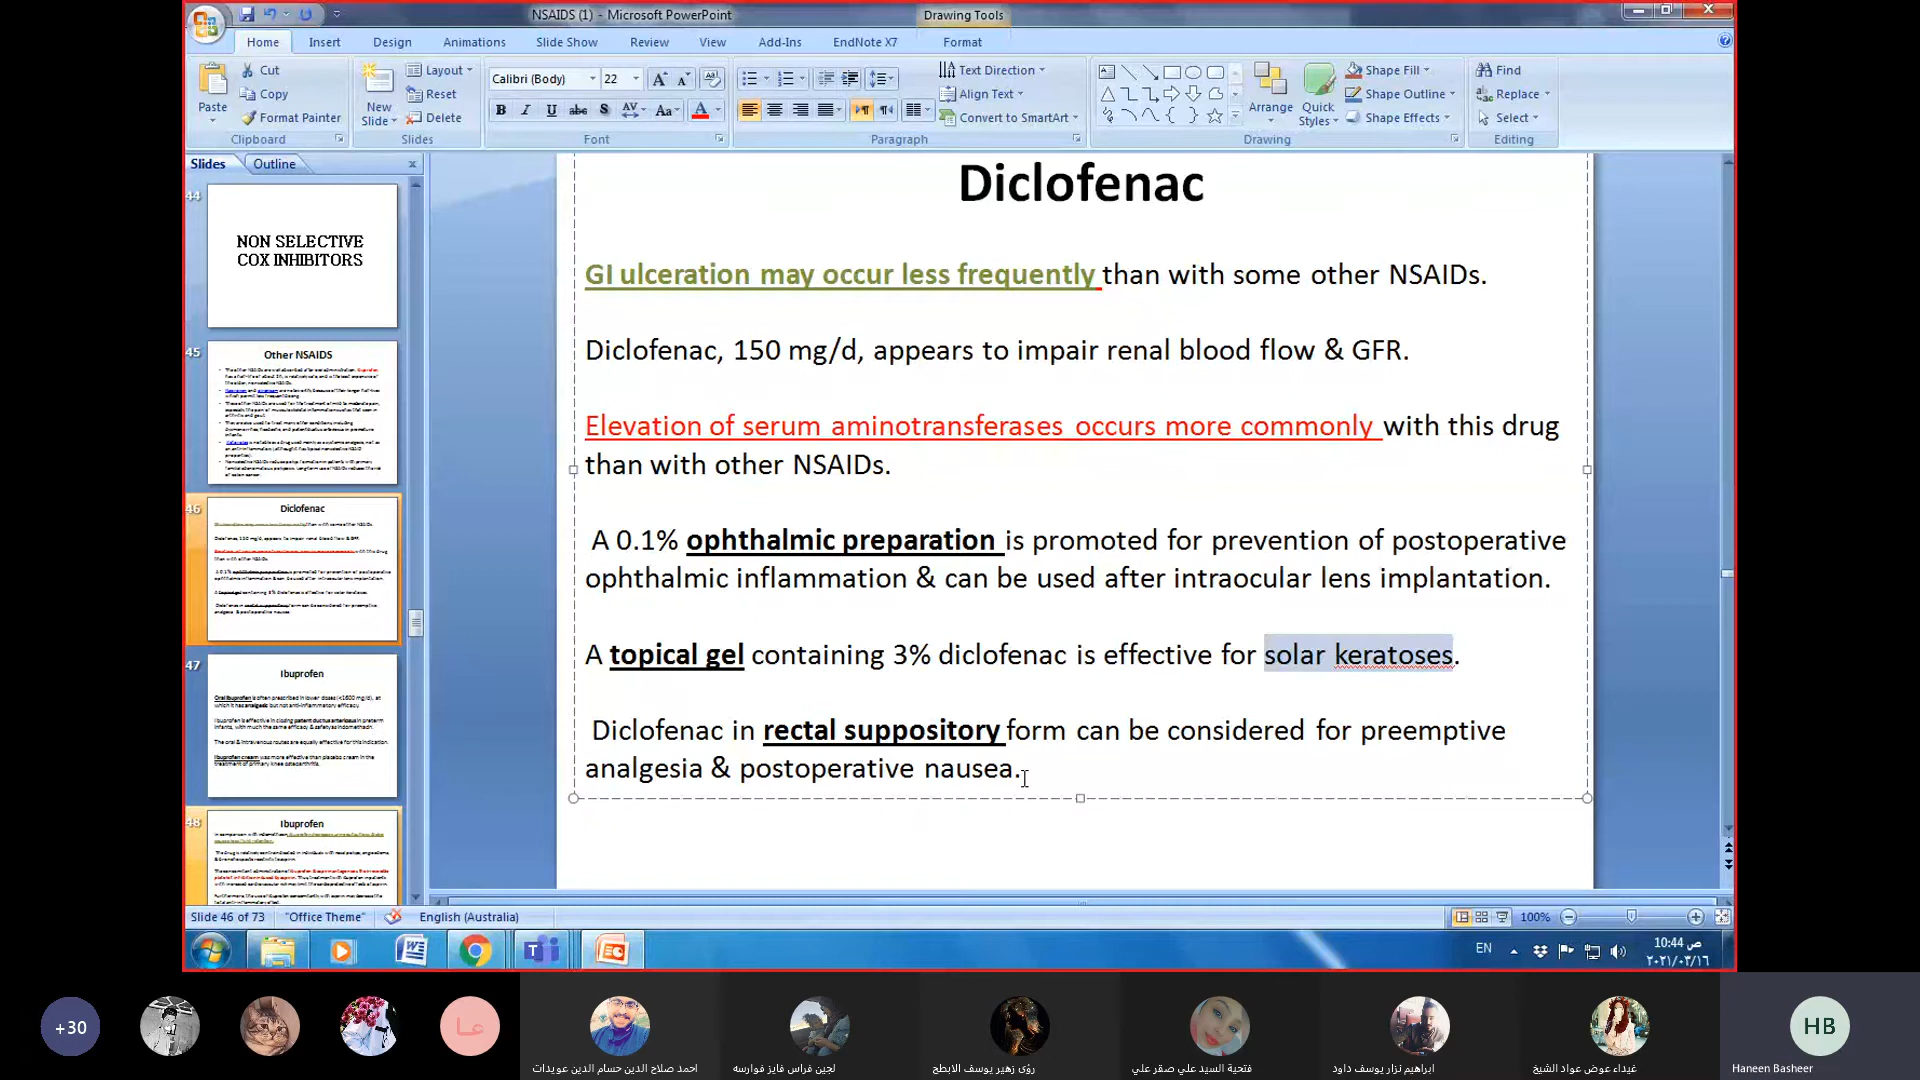 NSAIDS (1) - Microsoft PowerPoint
Drawing Tools
Home Insert Design Animations Slide Show Review View Add-Ins EndNote X7 Format
Paste
Cut
Copy
Format Painter
Clipboard
New Slide
Layout
Reset
Delete
Slides
Calibri (Body) 22
Font
Text Direction
Align Text
Convert to SmartArt
Paragraph
Arrange
Quick Styles
Shape Fill
Shape Outline
Shape Effects
Drawing
Find
Replace
Select
Editing
Slides Outline
44
NON SELECTIVE
COX INHIBITORS
45
Other NSAIDS
46
Diclofenac
47
Ibuprofen
48
Ibuprofen
Diclofenac
GI ulceration may occur less frequently than with some other NSAIDs.
Diclofenac, 150 mg/d, appears to impair renal blood flow & GFR.
Elevation of serum aminotransferases occurs more commonly with this drug
than with other NSAIDs.
A 0.1% ophthalmic preparation is promoted for prevention of postoperative
ophthalmic inflammation & can be used after intraocular lens implantation.
A topical gel containing 3% diclofenac is effective for solar keratoses.
Diclofenac in rectal suppository form can be considered for preemptive
analgesia & postoperative nausea.
Slide 46 of 73 "Office Theme" English (Australia) 100%
EN
10:44 ص
٢٠٢١/٠٣/١٦
+30
عا
HB
احمد صلاح الدين حسام الدين عويدات
لجين فراس فايز فوارسه
رؤى زهير يوسف الابطح
فتحية السيد علي صقر علي
ابراهيم نزار يوسف داود
غيداء عوض عواد الشيخ
Haneen Basheer